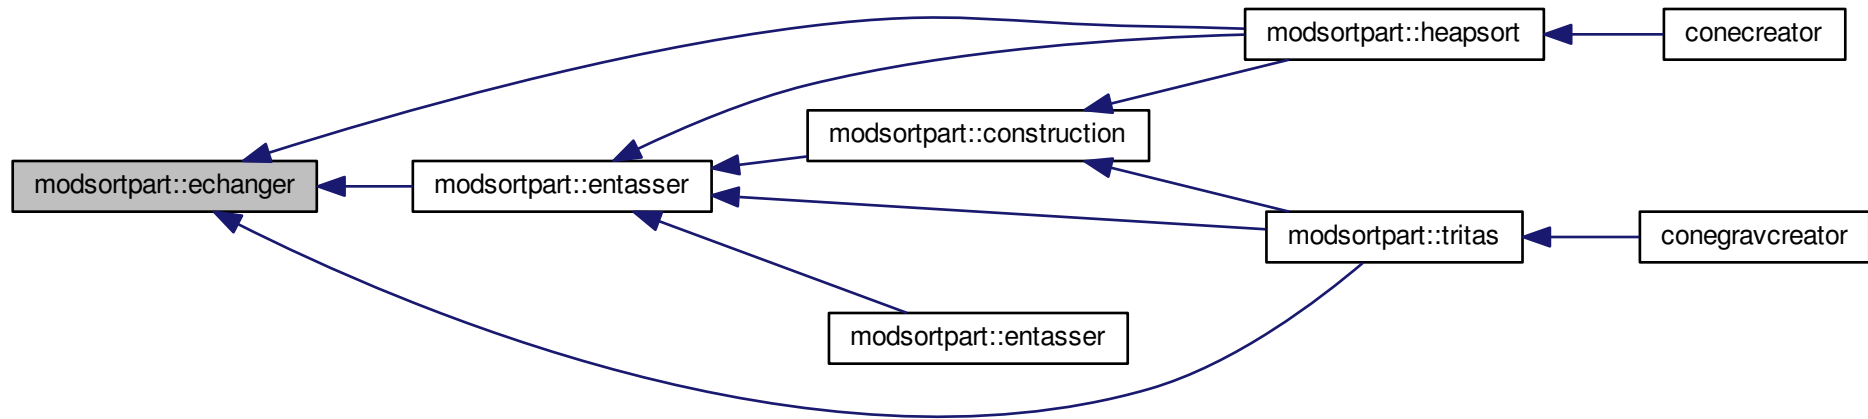 modsortpart::heapsort
conecreator
modsortpart::construction
modsortpart::echanger
modsortpart::entasser
modsortpart::tritas
conegravcreator
modsortpart::entasser